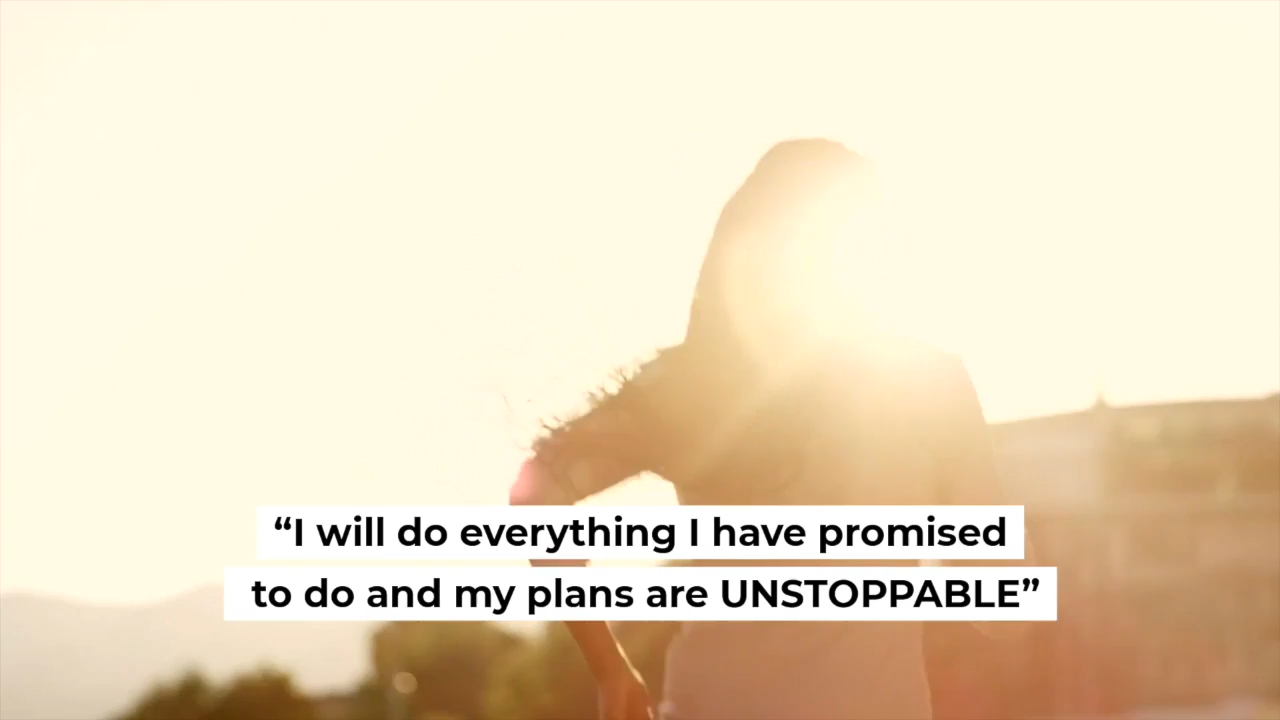 “I will do everything I have promised
to do and my plans are UNSTOPPABLE”